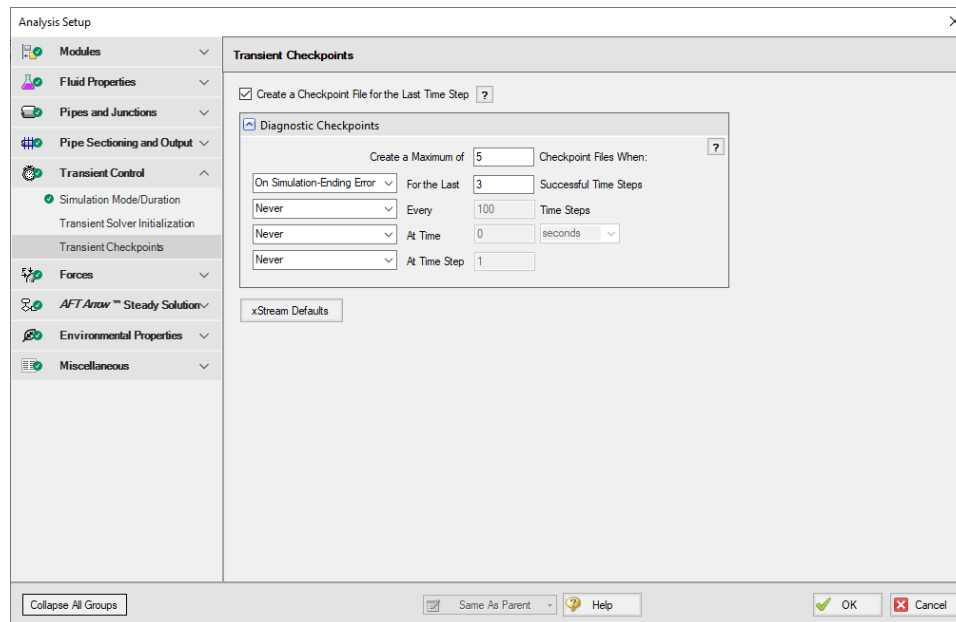 Analysis Setup
Modules
Fluid Properties
Pipes and Junctions
Pipe Sectioning and Output
Transient Control
Simulation Mode/Duration
Transient Solver Initialization
Transient Checkpoints
Forces
AFT Arrow ™ Steady Solution
Environmental Properties
Miscellaneous
Transient Checkpoints
Create a Checkpoint File for the Last Time Step ?
Diagnostic Checkpoints
?
Create a Maximum of 5 Checkpoint Files When:
On Simulation-Ending Error For the Last 3 Successful Time Steps
Never Every 100 Time Steps
Never At Time 0 seconds
Never At Time Step 1
xStream Defaults
Collapse All Groups Same As Parent Help OK Cancel